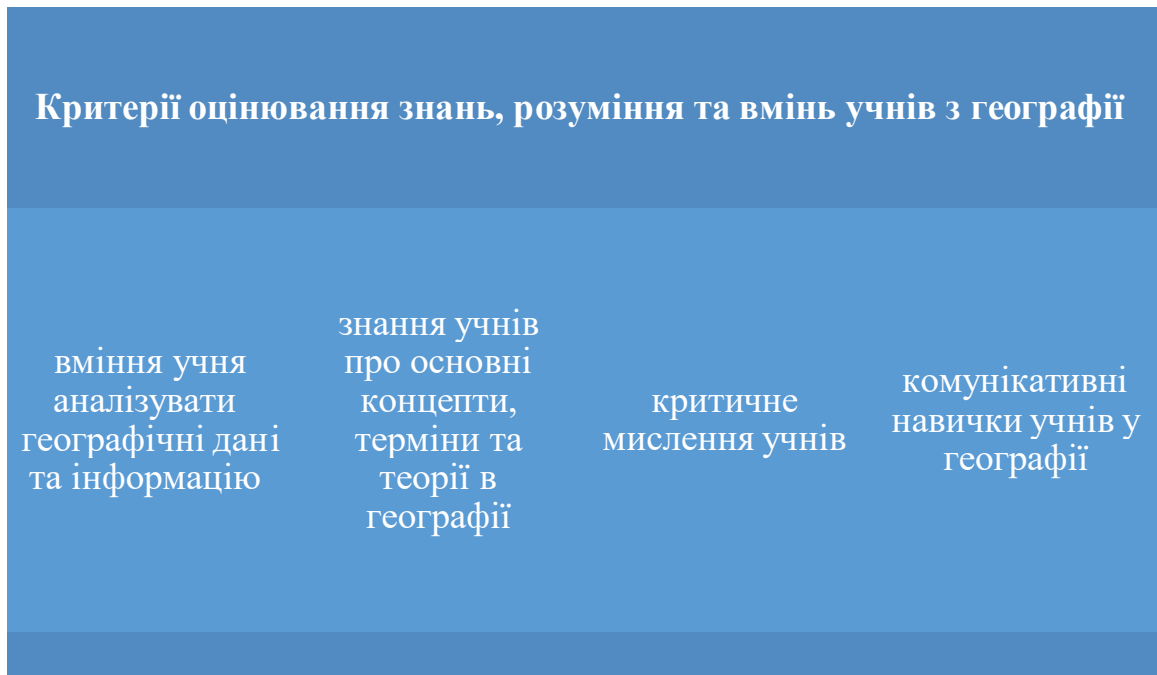 Критерії оцінювання знань, розуміння та вмінь учнів з географії
вміння учня
аналізувати
географічні дані
та інформацію
знання учнів
про основні
концепти,
терміни та
теорії в
географії
критичне
мислення учнів
комунікативні
навички учнів у
географії